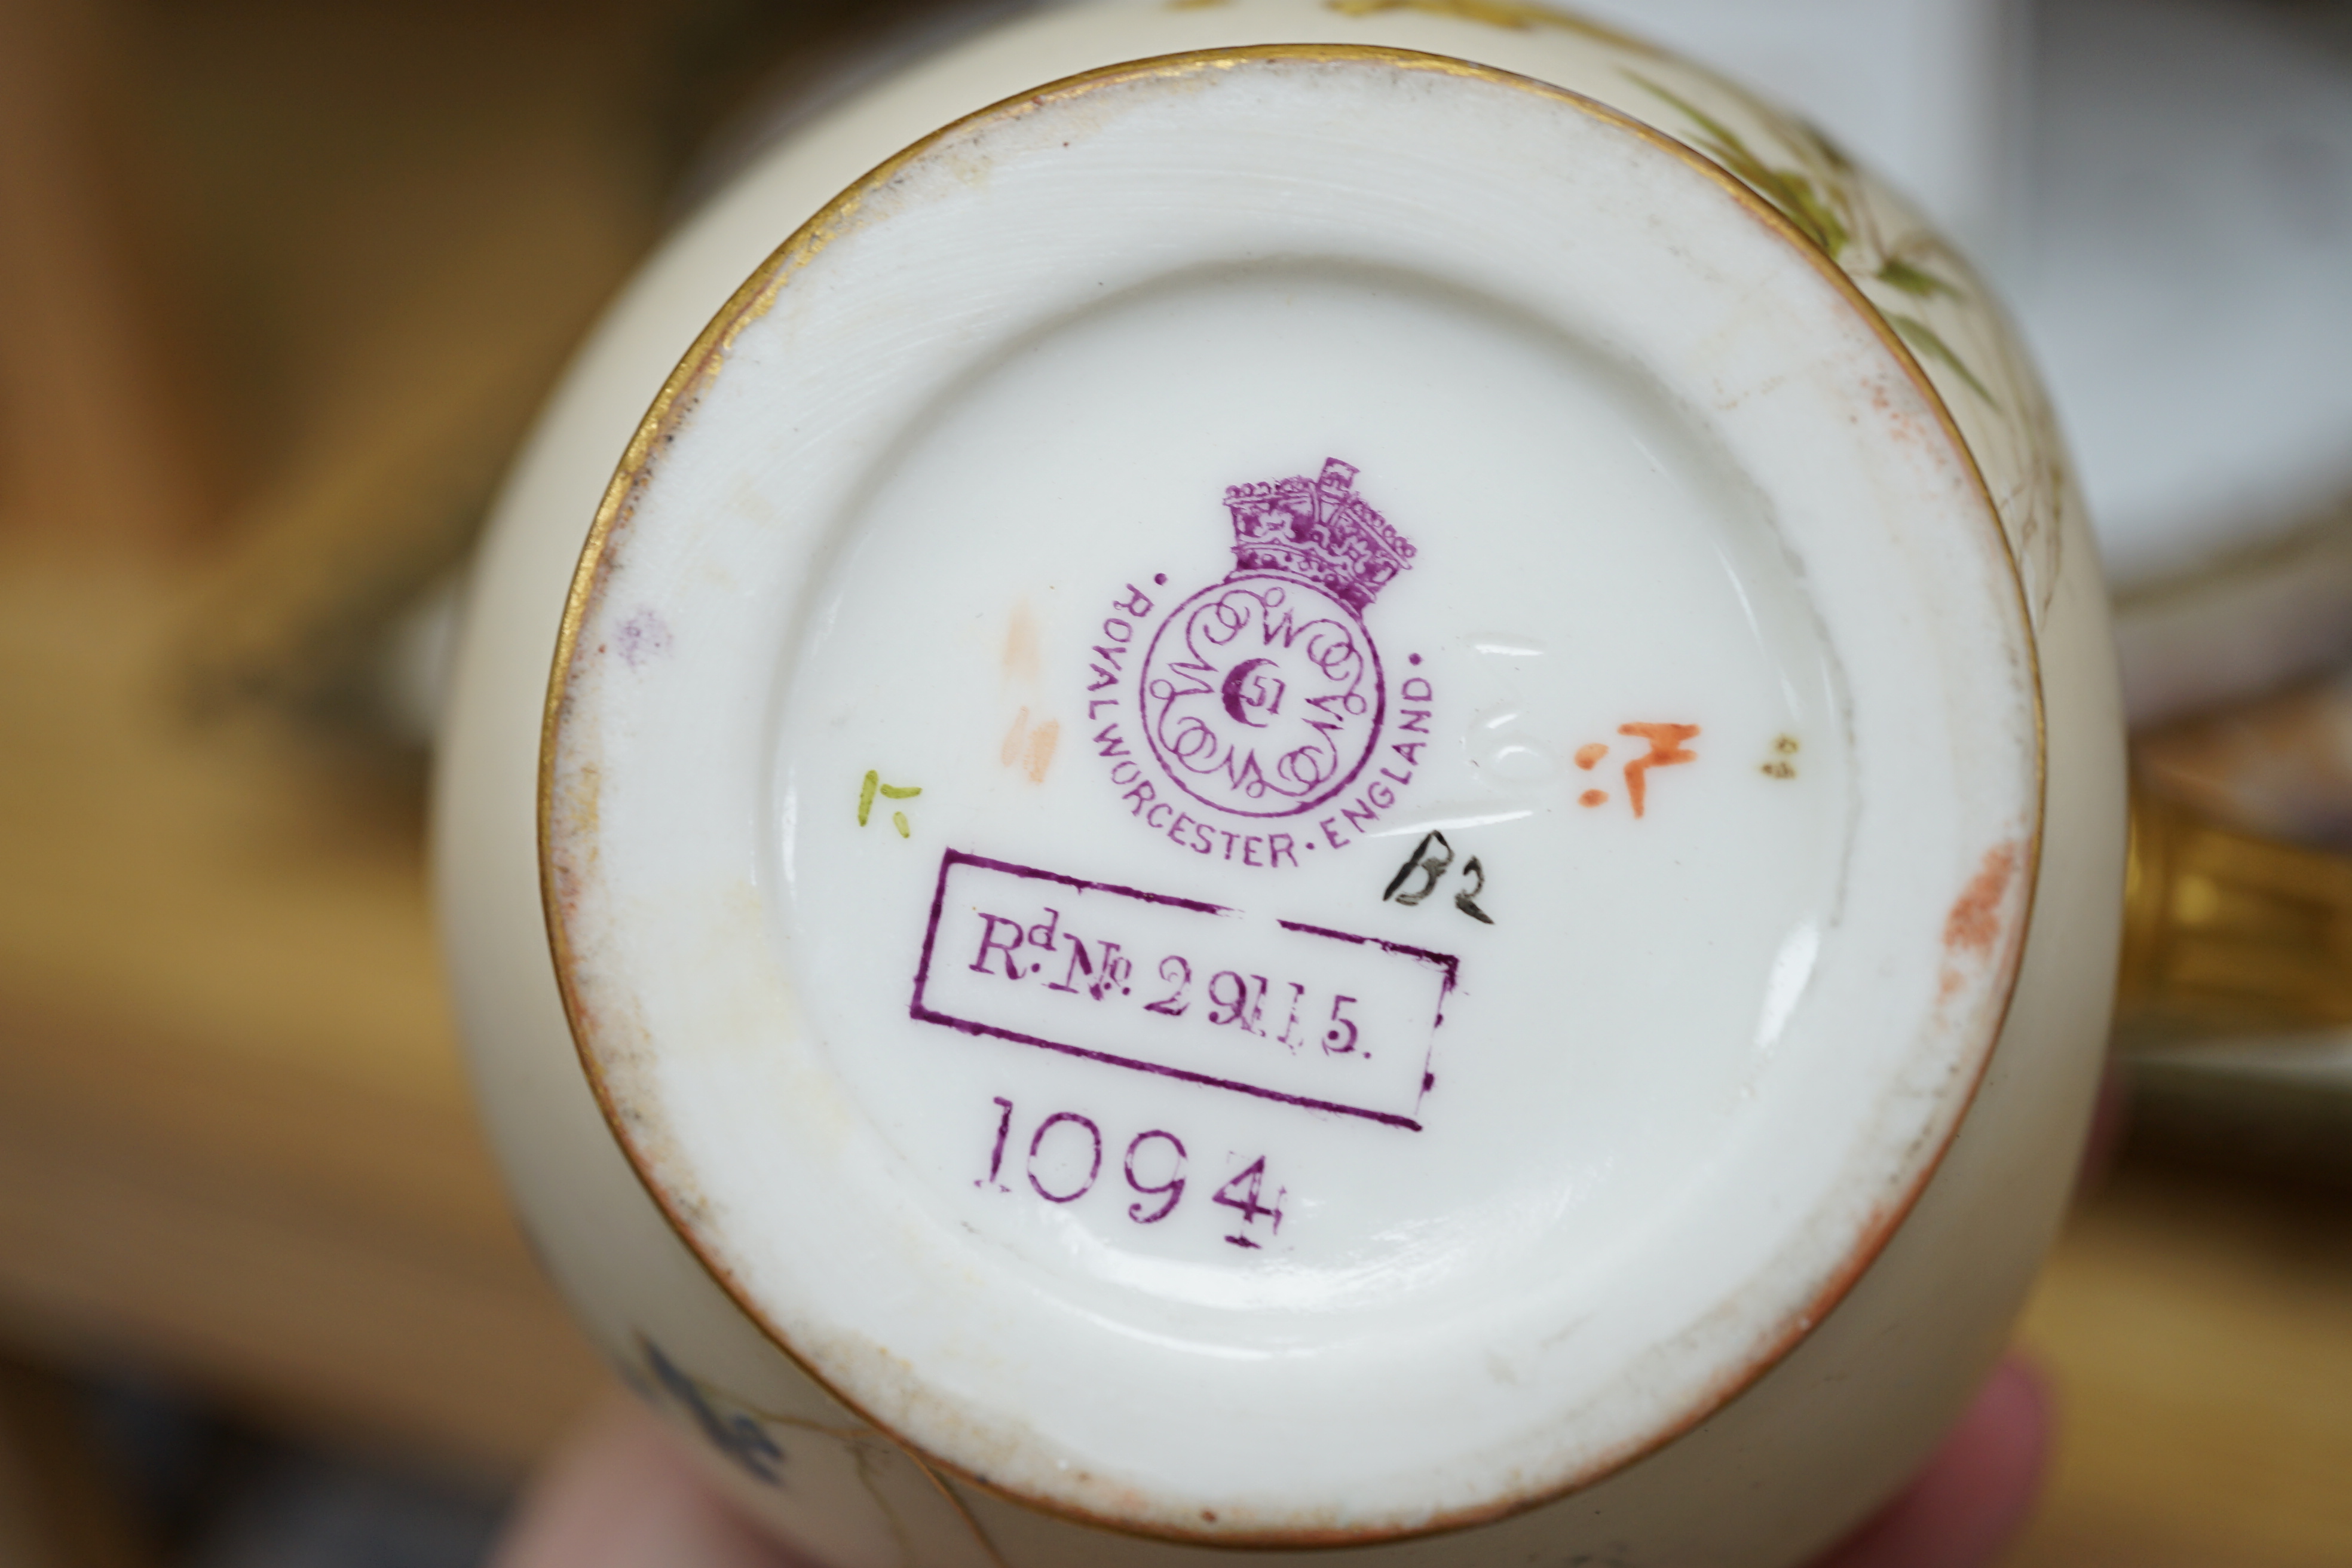 · ROYAL WORCESTER · ENGLAND ·
51
B2
Rd. No. 29115.
1094